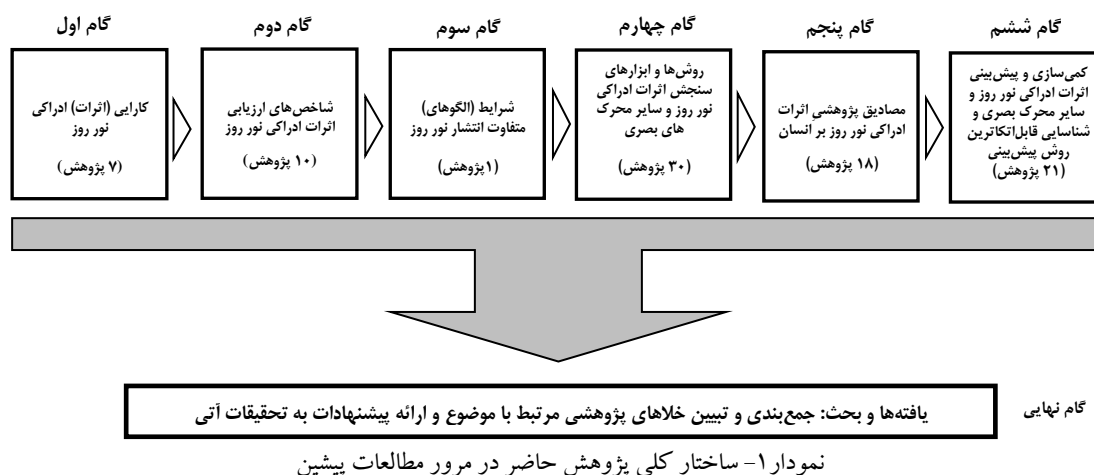 گام اول
کارایی (اثرات) ادراکی
نور روز
(۷ پژوهش)
گام دوم
شاخص‌های ارزیابی
اثرات ادراکی نور روز
(۱۰ پژوهش)
گام سوم
شرایط (الگوهای)
متفاوت انتشار نور روز
(۱پژوهش)
گام چهارم
روش‌ها و ابزارهای
سنجش اثرات ادراکی
نور روز و سایر محرک
های بصری
(۳۰ پژوهش)
گام پنجم
مصادیق پژوهشیِ اثرات
ادراکی نور روز بر انسان
(۱۸ پژوهش)
گام ششم
کمی‌سازی و پیش‌بینی
اثرات ادراکی نور روز و
سایر محرک بصری و
شناسایی قابل‌اتکاترین
روش پیش‌بینی
(۲۱ پژوهش)
گام نهایی
یافته‌ها و بحث: جمع‌بندی و تبیین خلاهای پژوهشی مرتبط با موضوع و ارائه پیشنهادات به تحقیقات آتی
نمودار۱- ساختار کلی پژوهش حاضر در مرور مطالعات پیشین